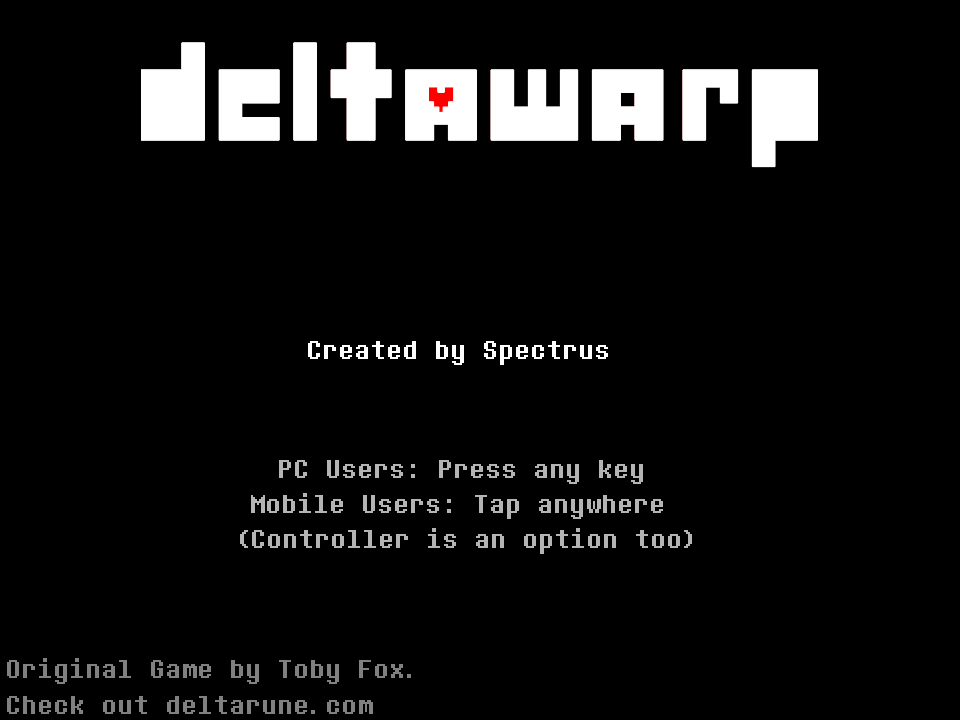 deltawarp
Created by Spectrus
PC Users: Press any key
Mobile Users: Tap anywhere
(Controller is an option too)
Original Game by Toby Fox.
Check out deltarune.com